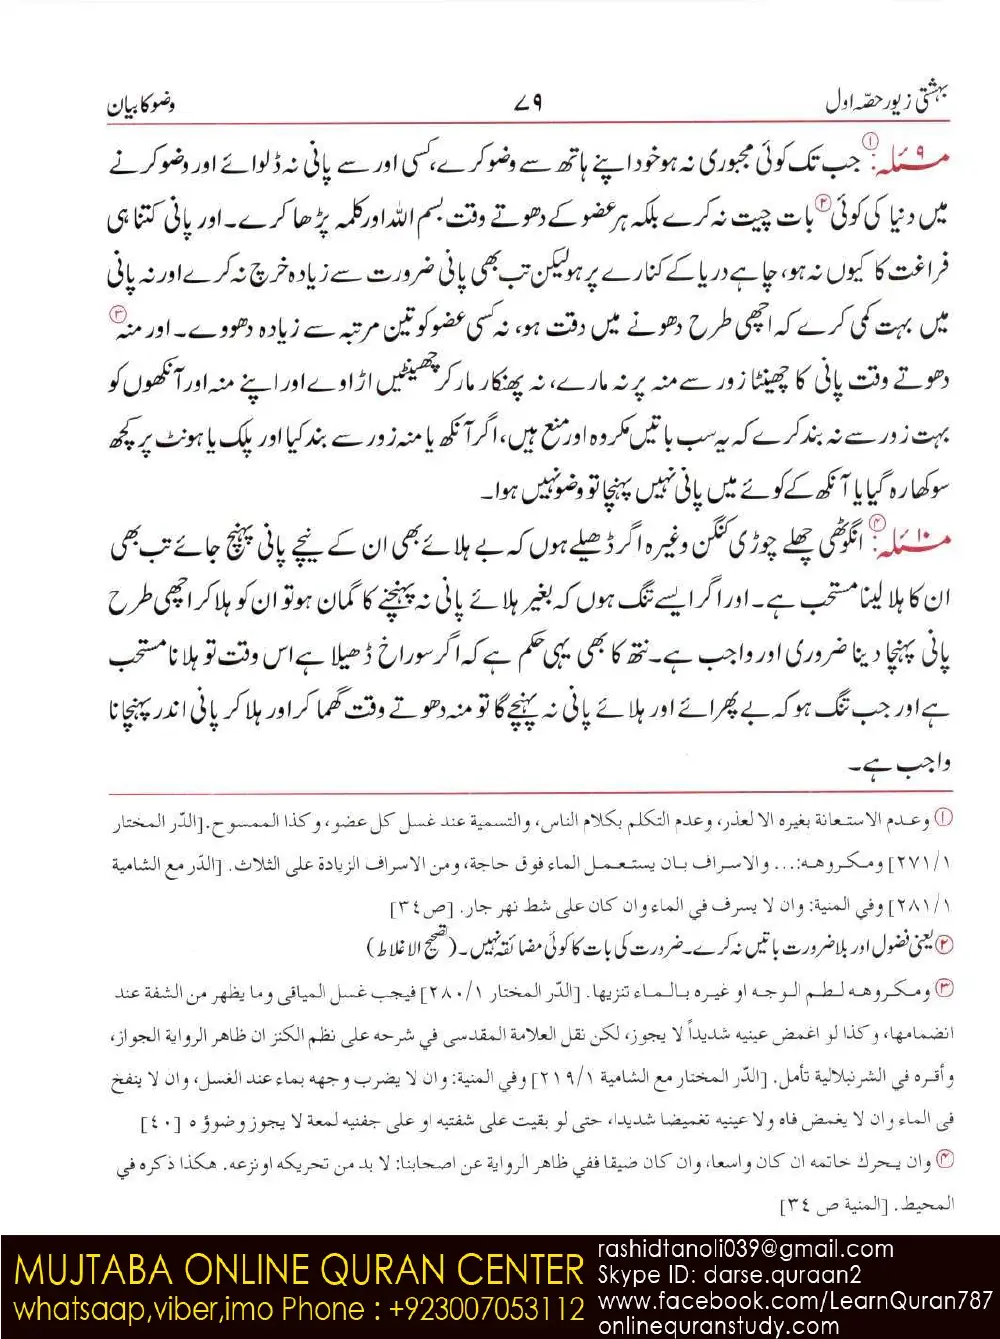 بہشتی زیور حصّہ اول ۷۹ وضو کا بیان
مسئلہ ۹: ① جب تک کوئی مجبوری نہ ہو خود اپنے ہاتھ سے وضو کرے، کسی اور سے پانی نہ ڈلوائے اور وضو کرنے
میں دنیا کی کوئی ② بات چیت نہ کرے بلکہ ہر عضو کے دھوتے وقت بسم اللہ اور کلمہ پڑھا کرے۔ اور پانی کتنا ہی
فراغت کا کیوں نہ ہو، چاہے دریا کے کنارے پر ہو لیکن تب بھی پانی ضرورت سے زیادہ خرچ نہ کرے اور نہ پانی
میں بہت کمی کرے کہ اچھی طرح دھونے میں دقت ہو، نہ کسی عضو کو تین مرتبہ سے زیادہ دھووے۔ اور منہ ③
دھوتے وقت پانی کا چھینٹا زور سے منہ پر نہ مارے، نہ پھنکار مار کر چھینٹیں اڑاوے اور اپنے منہ اور آنکھوں کو
بہت زور سے نہ بند کرے کہ یہ سب باتیں مکروہ اور منع ہیں، اگر آنکھ یا منہ زور سے بند کیا اور پلک یا ہونٹ پر کچھ
سوکھا رہ گیا یا آنکھ کے کوئے میں پانی نہیں پہنچا تو وضو نہیں ہوا۔
مسئلہ ۱۰: ④ انگوٹھی چھلے چوڑی کنگن وغیرہ اگر ڈھیلے ہوں کہ بے ہلائے بھی ان کے نیچے پانی پہنچ جائے تب بھی
ان کا ہلا لینا مستحب ہے۔ اور اگر ایسے تنگ ہوں کہ بغیر ہلائے پانی نہ پہنچنے کا گمان ہو تو ان کو ہلا کر اچھی طرح
پانی پہنچا دینا ضروری اور واجب ہے۔ نتھ کا بھی یہی حکم ہے کہ اگر سوراخ ڈھیلا ہے اس وقت تو ہلانا مستحب
ہے اور جب تنگ ہو کہ بے پھرائے اور ہلائے پانی نہ پہنچے گا تو منہ دھوتے وقت گھما کر اور ہلا کر پانی اندر پہنچانا
واجب ہے۔
① وعدم الاستعانة بغيره الا لعذر، وعدم التكلم بكلام الناس، والتسمية عند غسل كل عضو، وكذا الممسوح. [الدّر المختار
١/٢٧١] ومكروهه:... والاسراف بان يستعمل الماء فوق حاجة، ومن الاسراف الزيادة على الثلاث. [الدّر مع الشامية
١/٢٨١] وفي المنية: وان لا يسرف في الماء وان كان على شط نهر جار. [ص ٣٤]
② یعنی فضول اور بلا ضرورت باتیں نہ کرے۔ ضرورت کی بات کا کوئی مضائقہ نہیں۔ (تصحیح الاغلاط)
③ ومكروهه لطم الوجه او غيره بالماء تنزيها. [الدّر المختار ١/٢٨٠] فيجب غسل المياقى وما يظهر من الشفة عند
انضمامها، وكذا لو اغمض عينيه شديداً لا يجوز، لكن نقل العلامة المقدسي في شرحه على نظم الكنز ان ظاهر الرواية الجواز،
وأقره في الشرنبلالية تأمل. [الدّر المختار مع الشامية ١/٢١٩] وفي المنية: وان لا يضرب وجهه بماء عند الغسل، وان لا ينفخ
فى الماء وان لا يغمض فاه ولا عينيه تغميضا شديدا، حتى لو بقيت على شفتيه او على جفنيه لمعة لا يجوز وضوؤه [٤٠]
④ وان يحرك خاتمه ان كان واسعا، وان كان ضيقا ففي ظاهر الرواية عن اصحابنا: لا بد من تحريكه اونزعه. هكذا ذكره في
المحيط. [المنية ص ٣٤]
MUJTABA ONLINE QURAN CENTER
whatsaap,viber,imo Phone : +923007053112
rashidtanoli039@gmail.com
Skype ID: darse.quraan2
www.facebook.com/LearnQuran787
onlinequranstudy.com